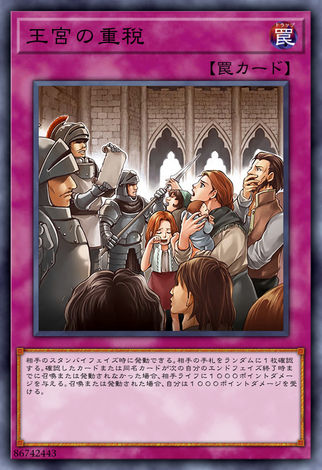 王宮の重税
トラップ
罠
【罠カード】
相手のスタンバイフェイズ時に発動できる。相手の手札をランダムに1枚確認
する。確認したカードまたは同名カードが次の自分のエンドフェイズ終了時ま
でに召喚または発動されなかった場合、相手ライフに1000ポイントダメー
ジを与える。召喚または発動された場合、自分は1000ポイントダメージを受
ける。
86742443